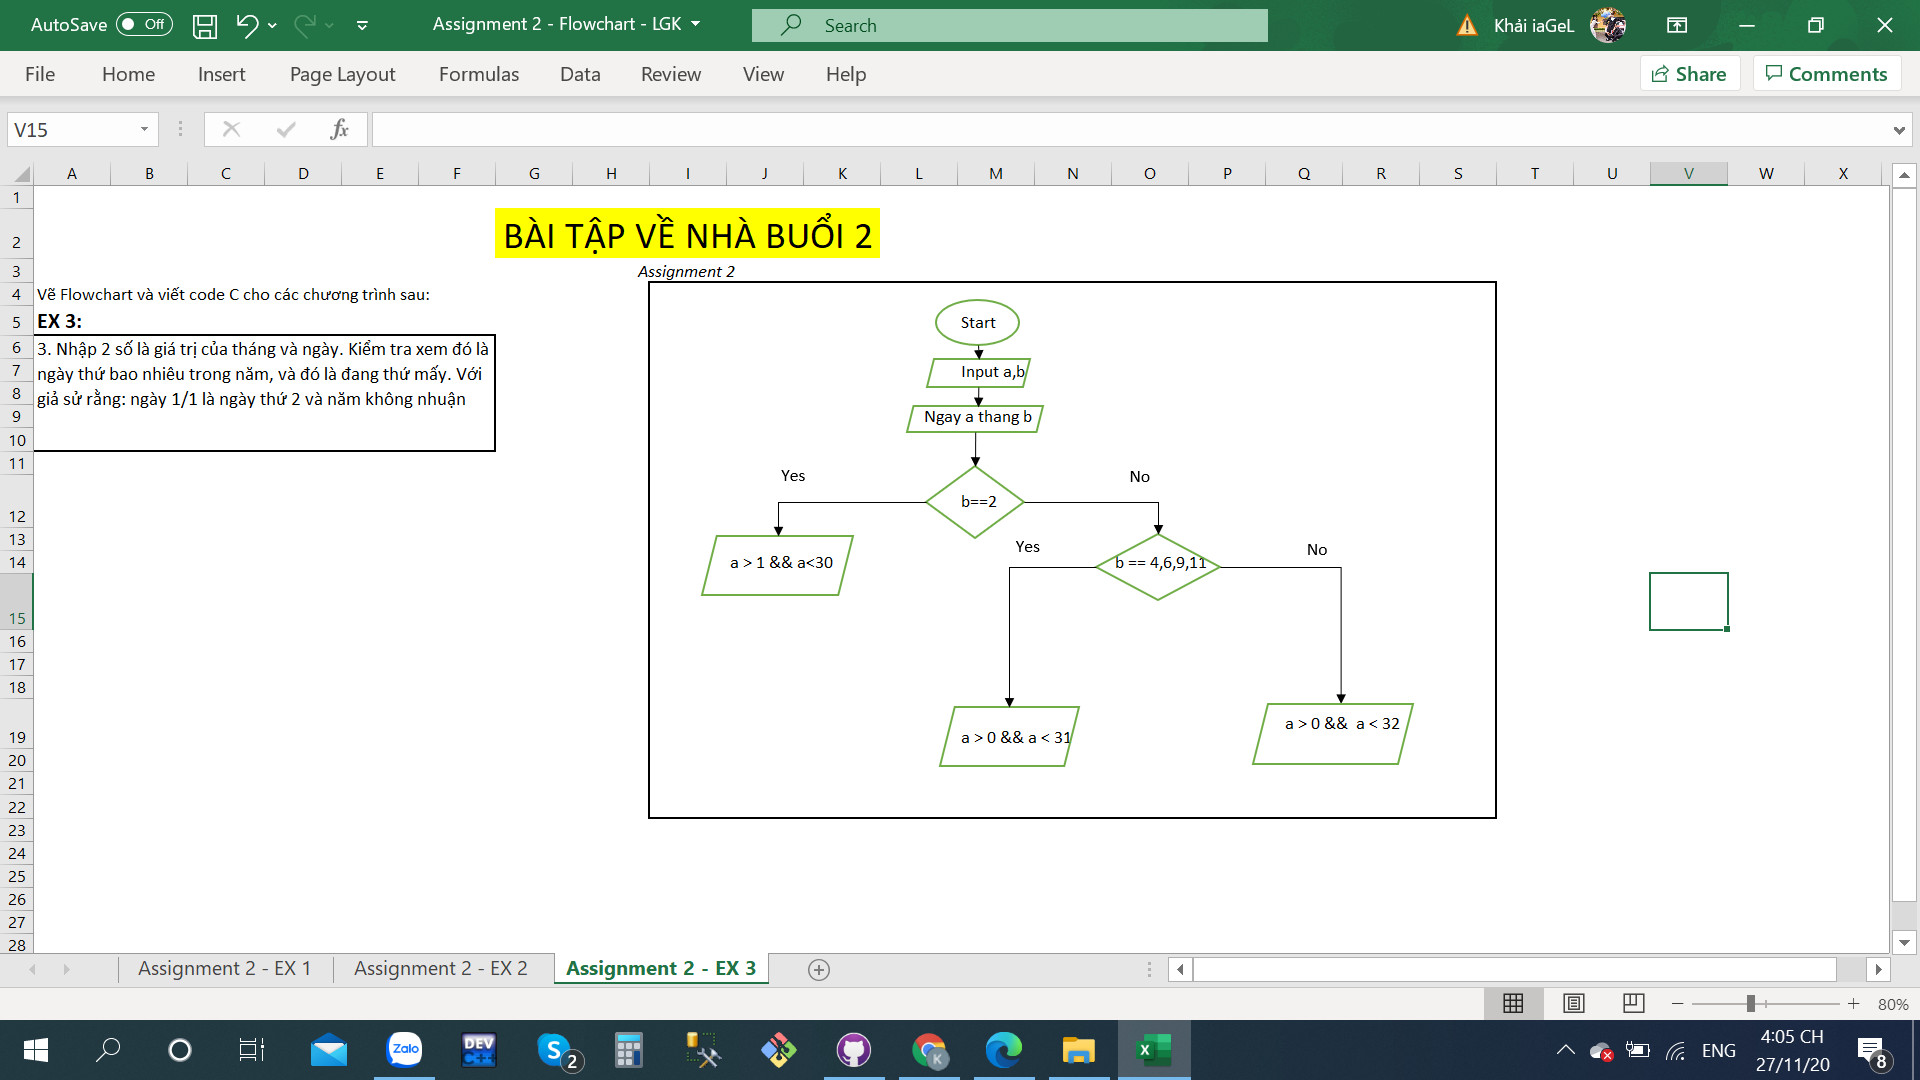 AutoSave Off Assignment 2 - Flowchart - LGK Search Khải iaGeL
File Home Insert Page Layout Formulas Data Review View Help Share Comments
V15 fx
A B C D E F G H I J K L M N O P Q R S T U V W X
1
2 BÀI TẬP VỀ NHÀ BUỔI 2
3 Assignment 2
4 Vẽ Flowchart và viết code C cho các chương trình sau:
5 EX 3:
6 3. Nhập 2 số là giá trị của tháng và ngày. Kiểm tra xem đó là
7 ngày thứ bao nhiêu trong năm, và đó là đang thứ mấy. Với
8 giả sử rằng: ngày 1/1 là ngày thứ 2 và năm không nhuận
9
10
11
12
13
14
15
16
17
18
19
20
21
22
23
24
25
26
27
28
Start
Input a,b
Ngay a thang b
Yes No
b==2
Yes No
a > 1 && a<30 b == 4,6,9,11
a > 0 && a < 31 a > 0 && a < 32
Assignment 2 - EX 1 Assignment 2 - EX 2 Assignment 2 - EX 3
80%
Zalo DEV C++ S 2 K X ENG 4:05 CH
27/11/20 8